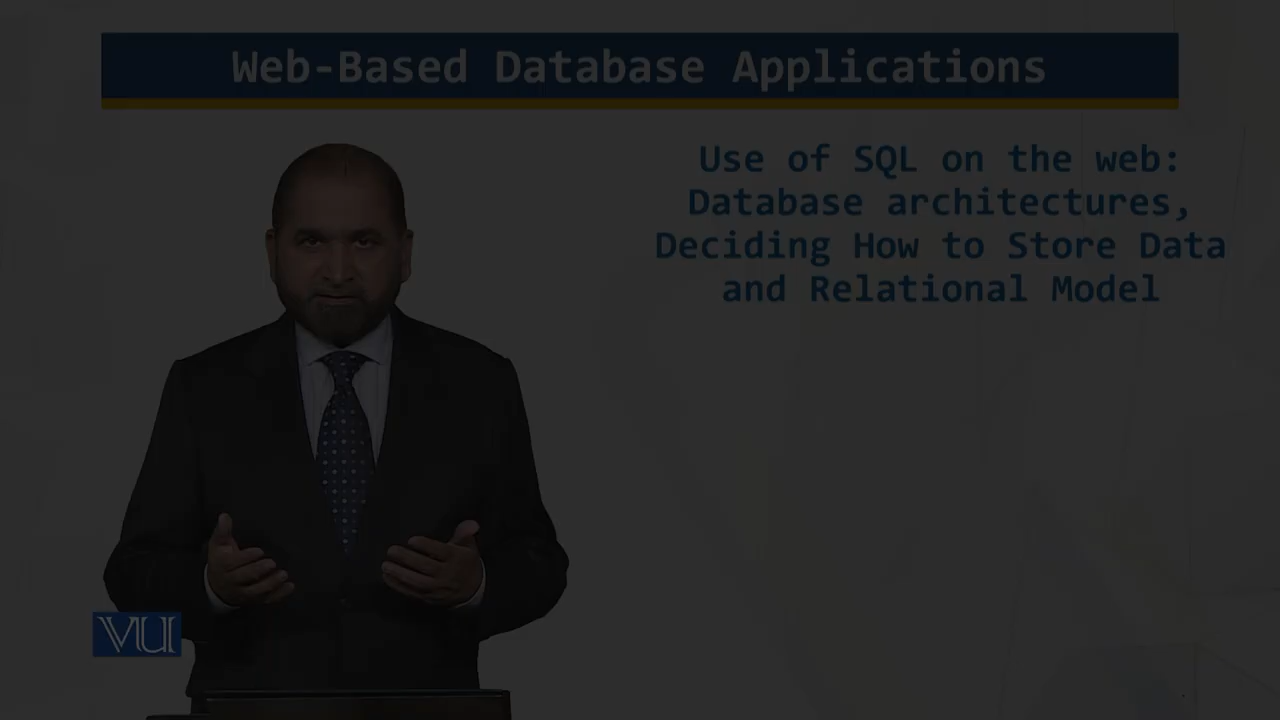 Web-Based Database Applications
Use of SQL on the web:
Database architectures,
Deciding How to Store Data
and Relational Model
VU